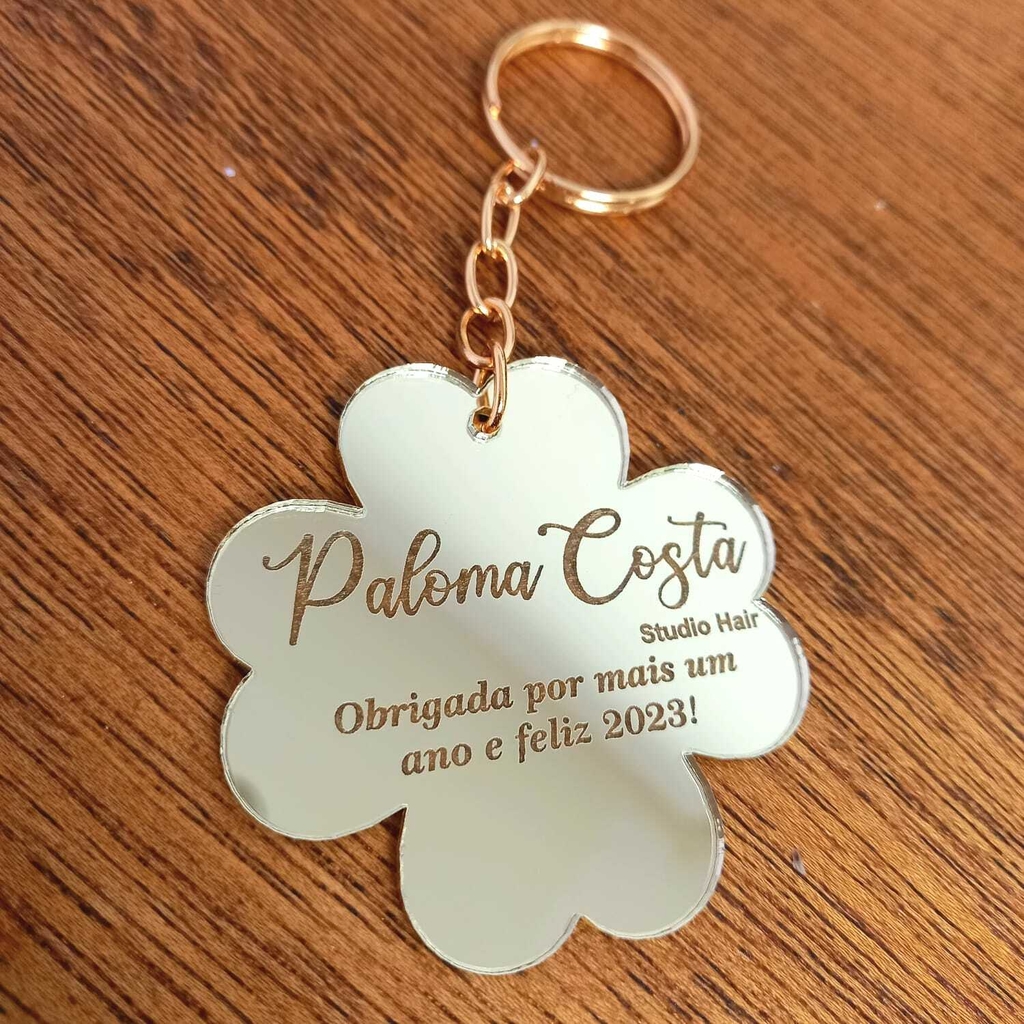 Paloma Costa
Studio Hair
Obrigada por mais um
ano e feliz 2023!